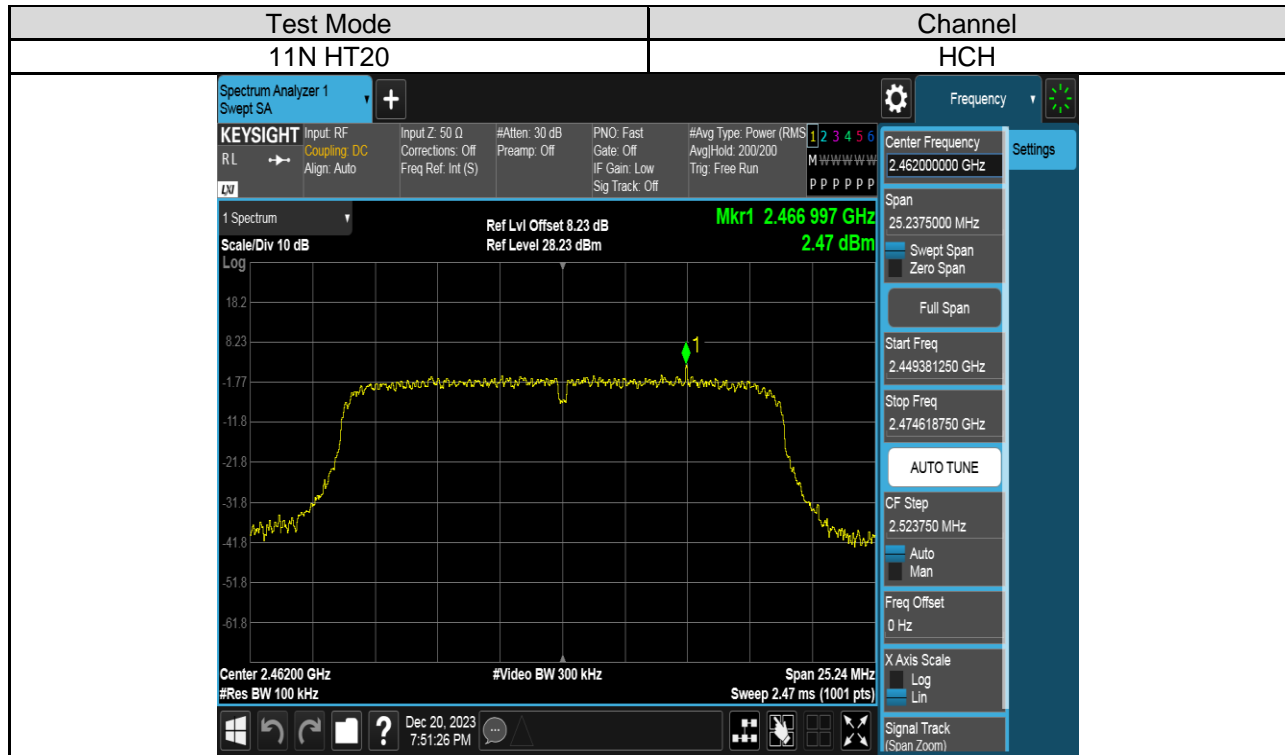 Test Mode Channel
11N HT20 HCH
Spectrum Analyzer 1
Swept SA
+
Frequency
KEYSIGHT
RL
LXI
Input: RF
Coupling: DC
Align: Auto
Input Z: 50 Ω
Corrections: Off
Freq Ref: Int (S)
#Atten: 30 dB
Preamp: Off
PNO: Fast
Gate: Off
IF Gain: Low
Sig Track: Off
#Avg Type: Power (RMS
Avg|Hold: 200/200
Trig: Free Run
1 2 3 4 5 6
M W W W W W
P P P P P P
1 Spectrum
Scale/Div 10 dB
Log
Ref Lvl Offset 8.23 dB
Ref Level 28.23 dBm
Mkr1 2.466 997 GHz
2.47 dBm
18.2
8.23
-1.77
-11.8
-21.8
-31.8
-41.8
-51.8
-61.8
1
Center 2.46200 GHz
#Res BW 100 kHz
#Video BW 300 kHz
Span 25.24 MHz
Sweep 2.47 ms (1001 pts)
?
Dec 20, 2023
7:51:26 PM
Center Frequency
2.462000000 GHz
Span
25.2375000 MHz
Swept Span
Zero Span
Full Span
Start Freq
2.449381250 GHz
Stop Freq
2.474618750 GHz
AUTO TUNE
CF Step
2.523750 MHz
Auto
Man
Freq Offset
0 Hz
X Axis Scale
Log
Lin
Signal Track
(Span Zoom)
Settings